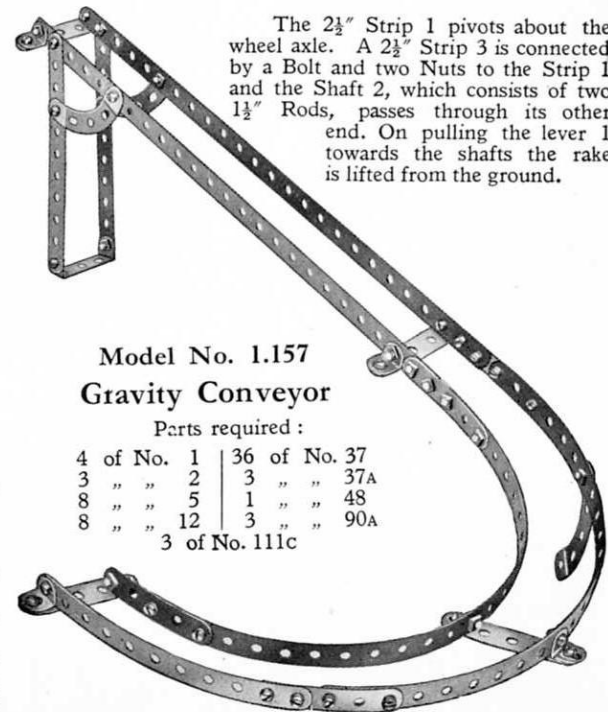 The 2½″ Strip 1 pivots about the
wheel axle. A 2½″ Strip 3 is connected
by a Bolt and two Nuts to the Strip 1
and the Shaft 2, which consists of two
1½″ Rods, passes through its other
end. On pulling the lever 1
towards the shafts the rake
is lifted from the ground.
Model No. 1.157
Gravity Conveyor
Parts required :
4 of No. 1 | 36 of No. 37
3 „ „ 2 | 3 „ „ 37A
8 „ „ 5 | 1 „ „ 48
8 „ „ 12 | 3 „ „ 90A
3 of No. 111c